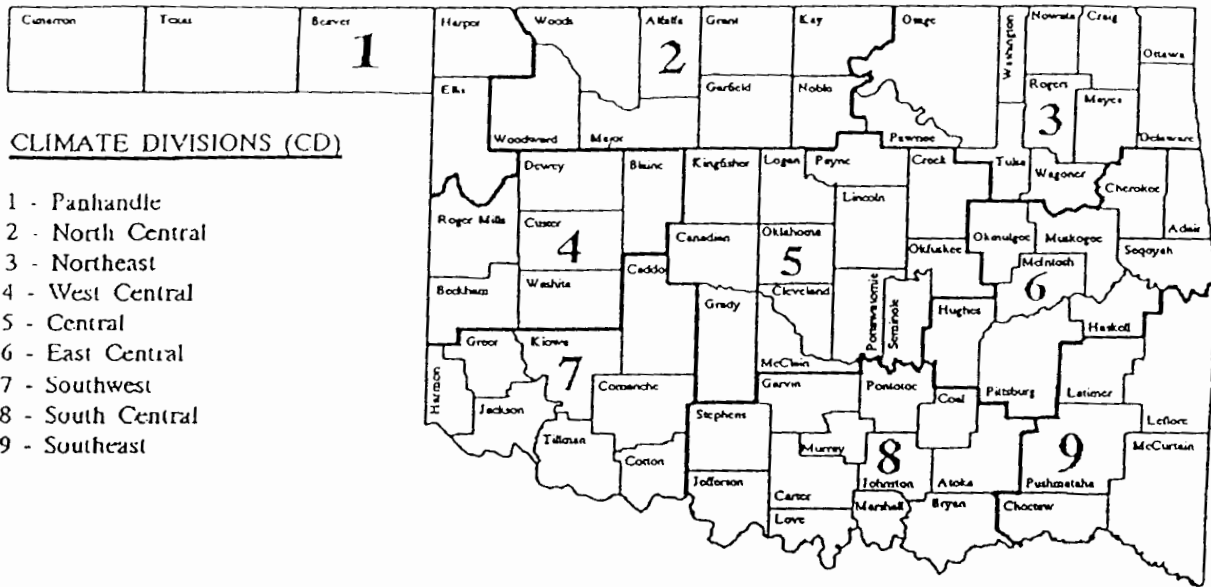 Cimarron Texas Beaver Harper Woods Alfalfa Grant Kay Osage Washington Nowata Craig Ottawa
1 2 3
Ellis Woodward Major Garfield Noble Pawnee Rogers Mayes Delaware
CLIMATE DIVISIONS (CD)
1 - Panhandle
2 - North Central
3 - Northeast
4 - West Central
5 - Central
6 - East Central
7 - Southwest
8 - South Central
9 - Southeast
Dewey Blaine Kingfisher Logan Payne Creek Tulsa Wagoner Cherokee Adair
Roger Mills Custer Canadian Oklahoma Lincoln Okfuskee Okmulgee Muskogee Sequoyah
4 5 6
Beckham Washita Caddo Grady Cleveland Pottawatomie Seminole Hughes McIntosh Haskell
Harmon Greer Kiowa Comanche McClain Garvin Pontotoc Coal Pittsburg Latimer Leflore
7 8 9
Jackson Tillman Cotton Stephens Murray Johnston Atoka Pushmataha McCurtain
Jefferson Carter Love Marshall Bryan Choctaw